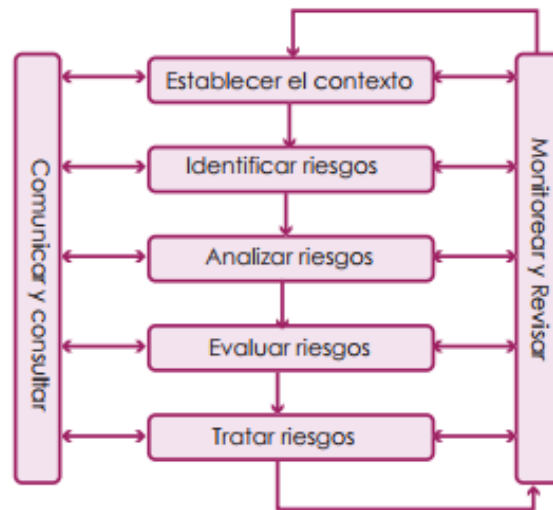 Establecer el contexto
Identificar riesgos
Analizar riesgos
Evaluar riesgos
Tratar riesgos
Comunicar y consultar
Monitorear y Revisar